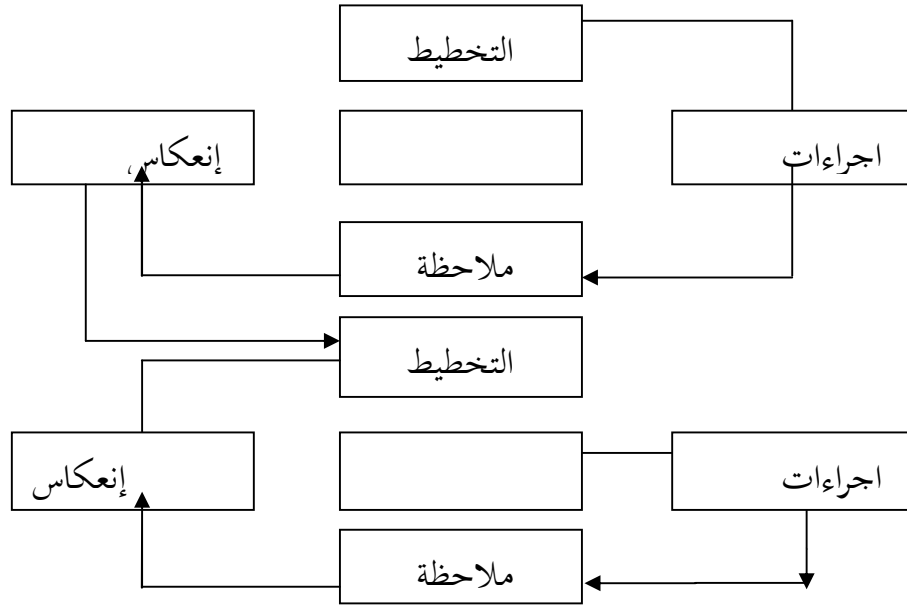 التخطيط
اجراءات
إنعكاس
ملاحظة
التخطيط
اجراءات
إنعكاس
ملاحظة